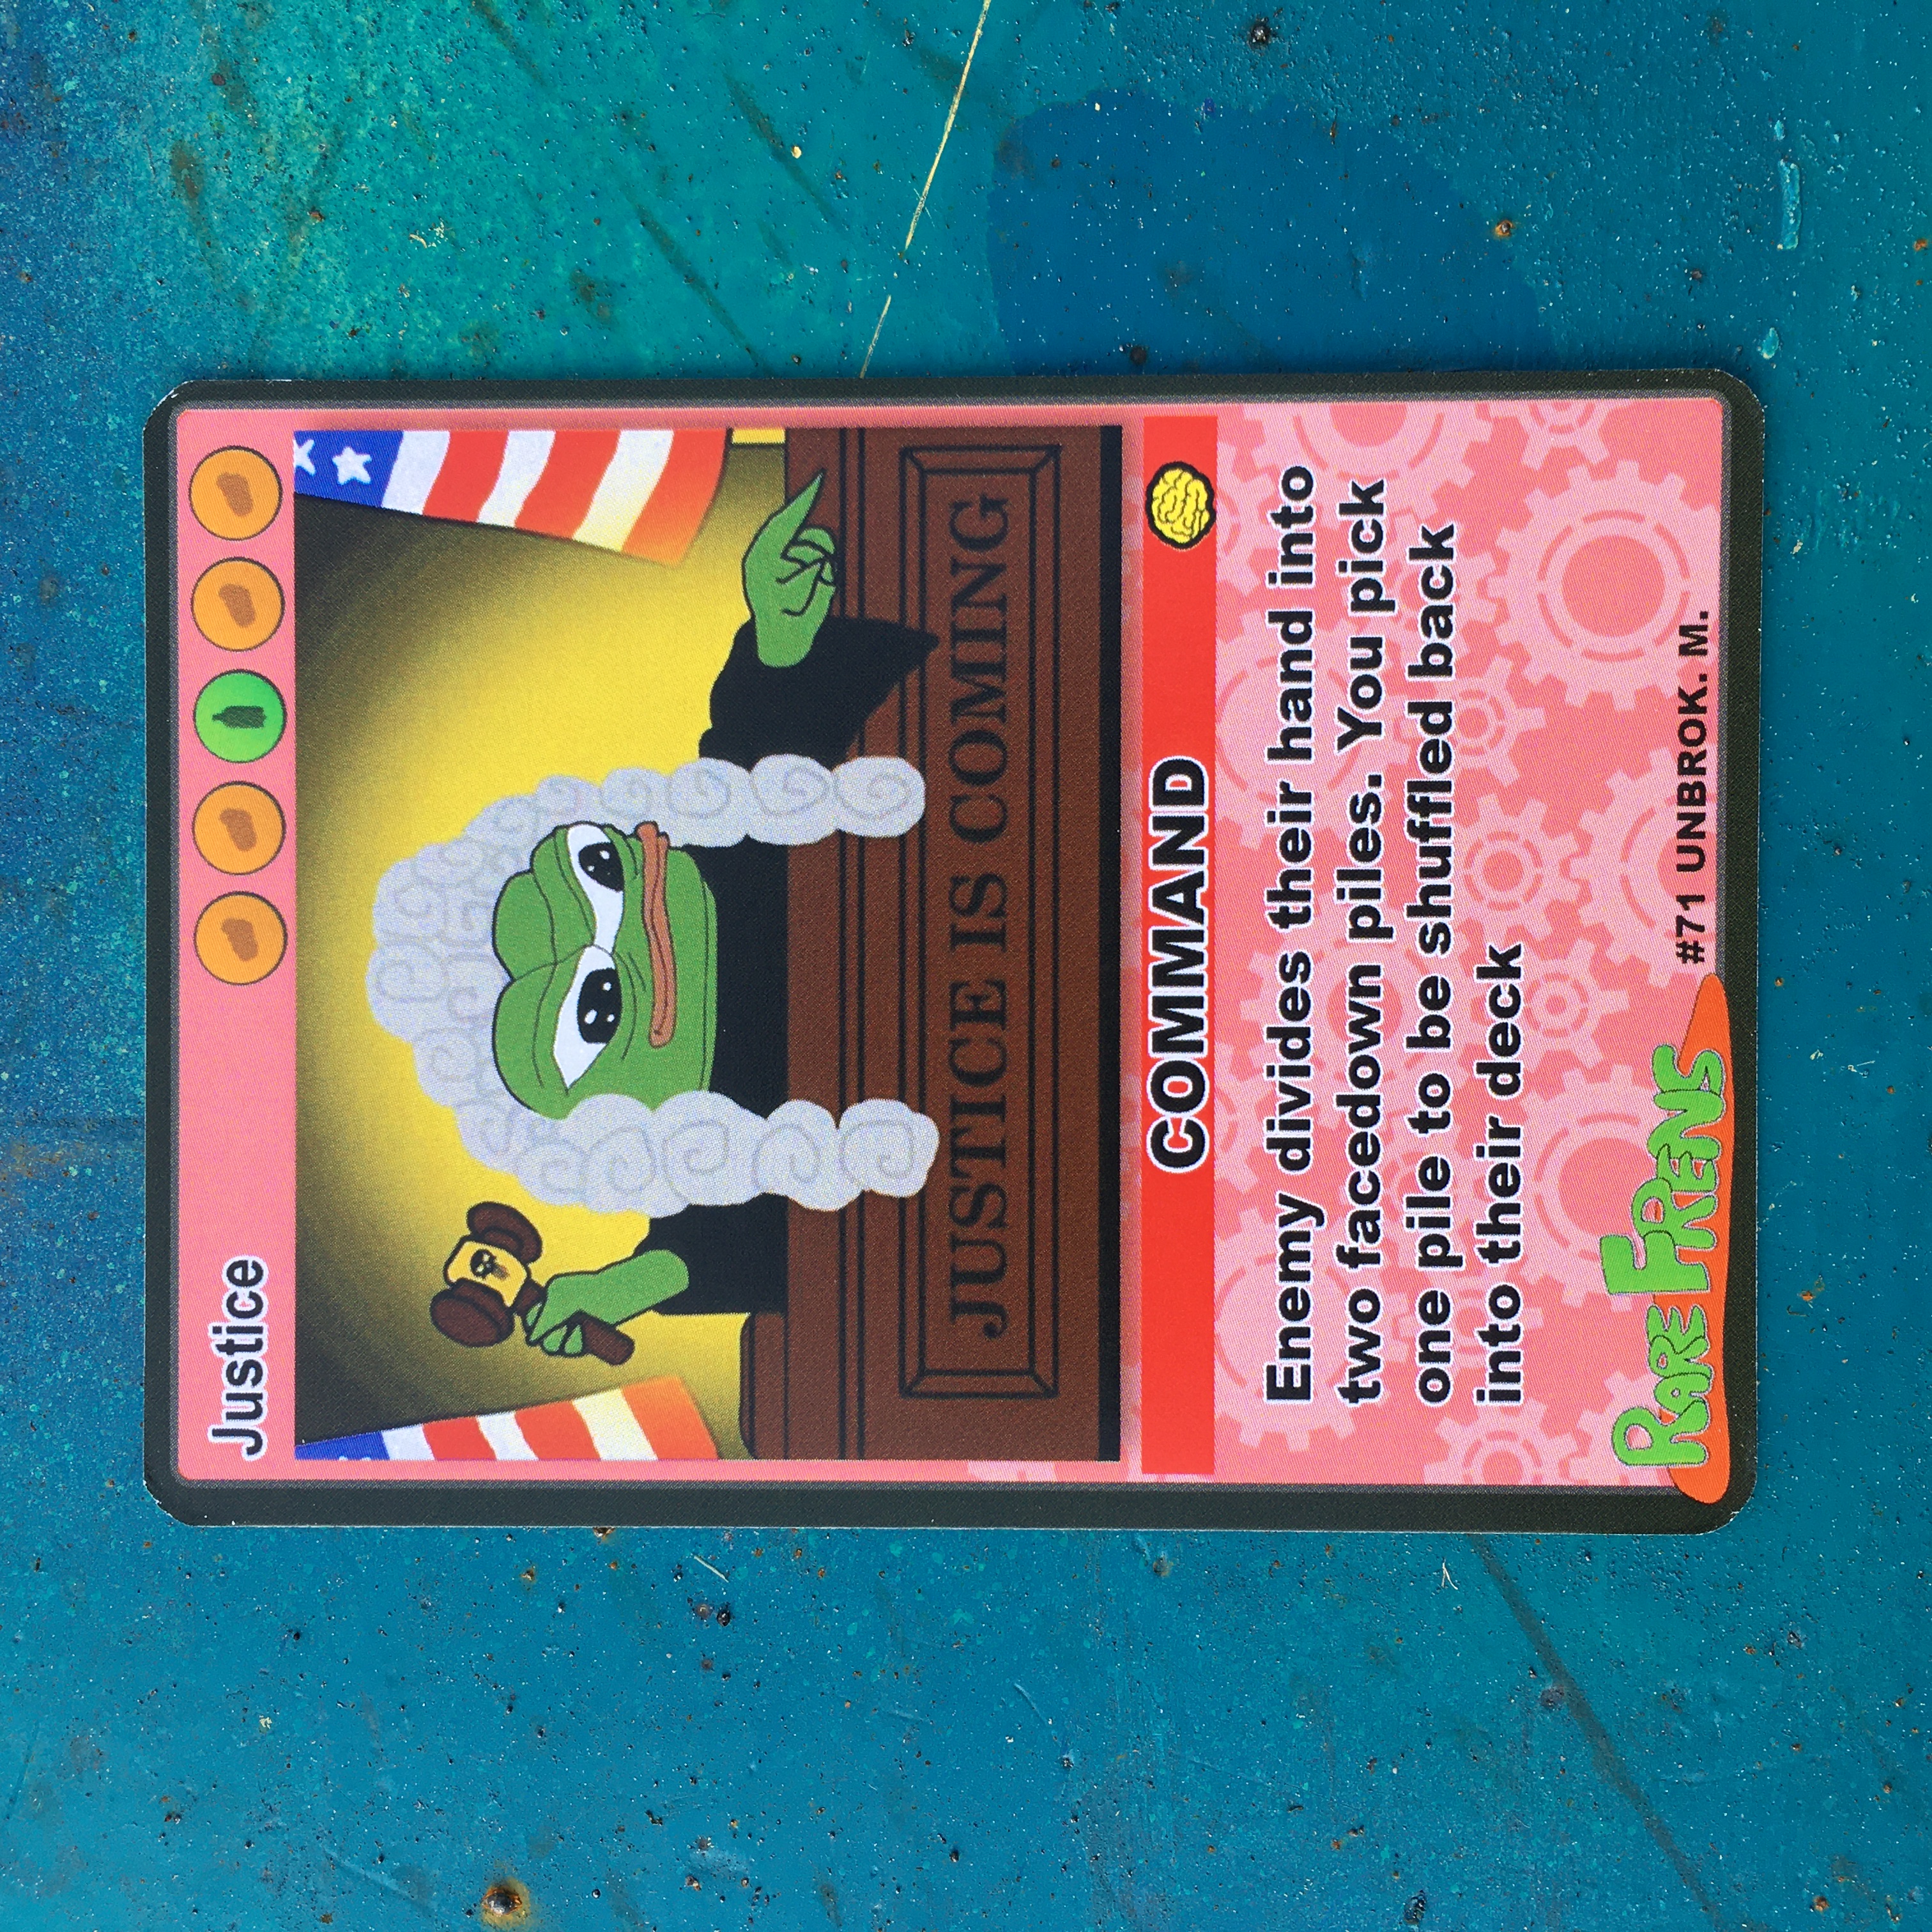 Justice
JUSTICE IS COMING
COMMAND
Enemy divides their hand into
two facedown piles. You pick
one pile to be shuffled back
into their deck
RARE FRENS
#71 UNBROK. M.